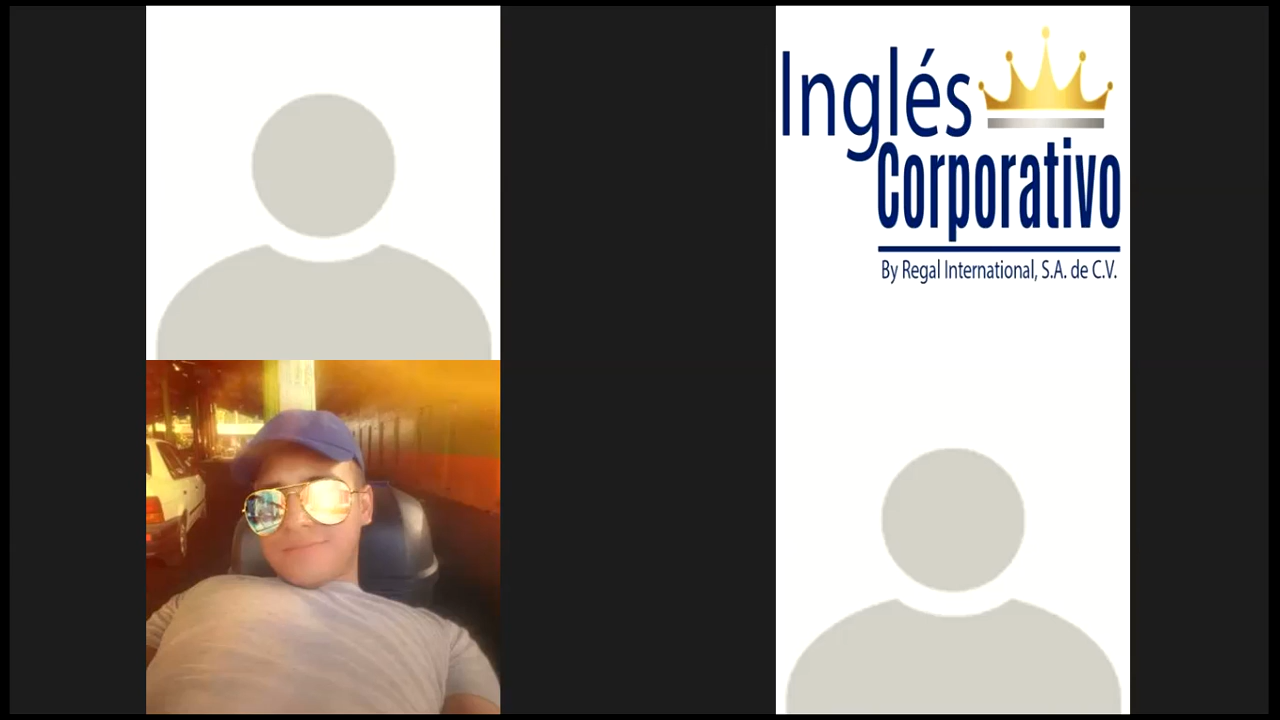 Inglés
Corporativo
By Regal International, S.A. de C.V.